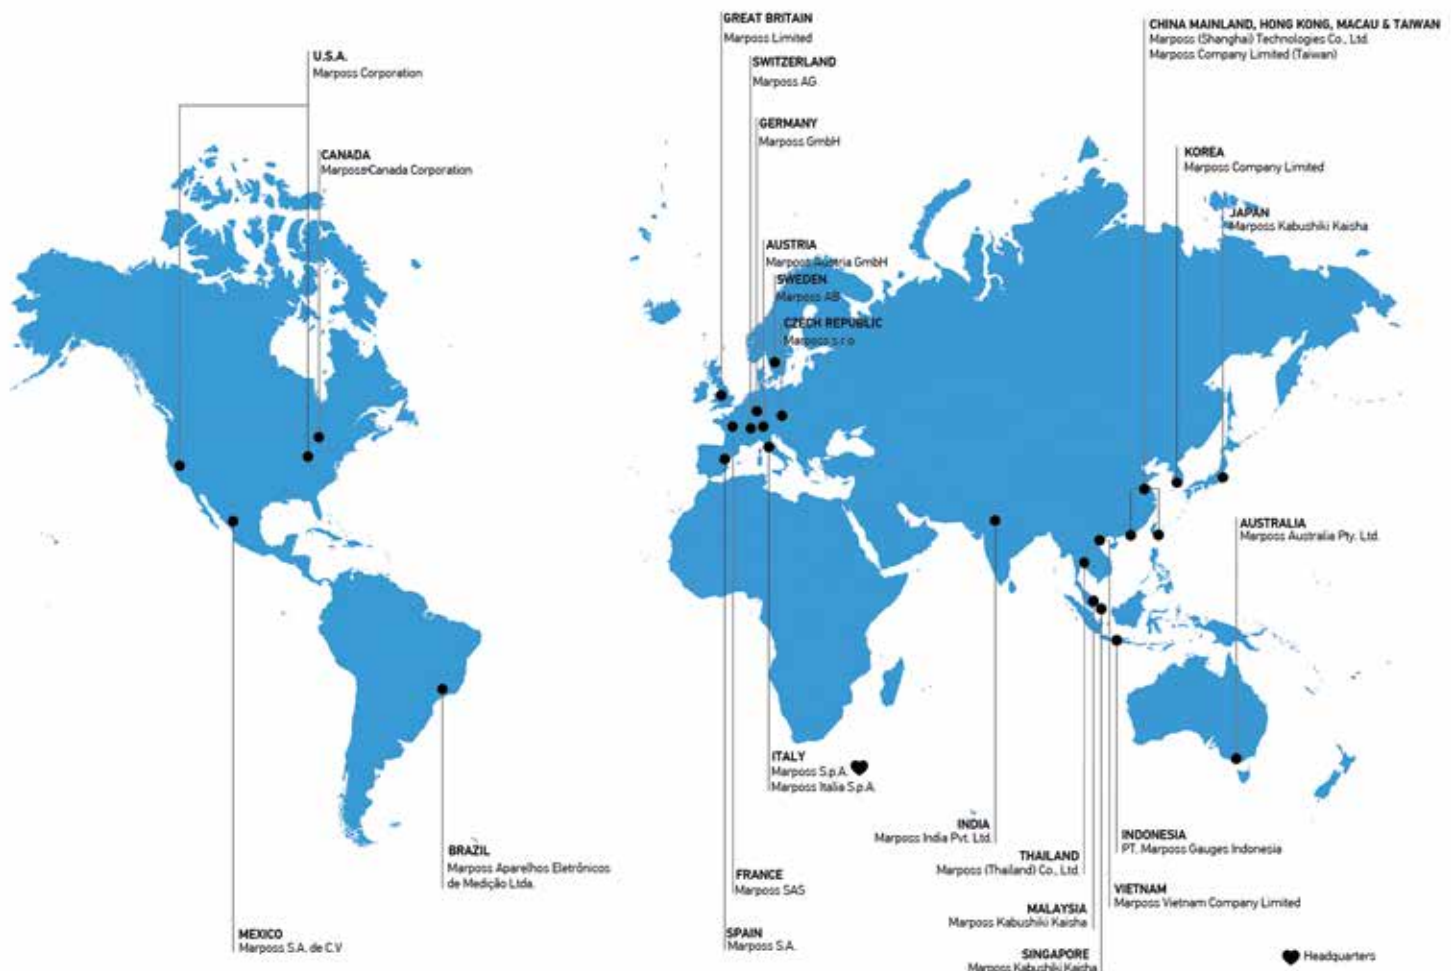 U.S.A.
Marposs Corporation
CANADA
Marposs Canada Corporation
GREAT BRITAIN
Marposs Limited
SWITZERLAND
Marposs AG
GERMANY
Marposs GmbH
AUSTRIA
Marposs Austria GmbH
SWEDEN
Marposs AB
CZECH REPUBLIC
Marposs s.r.o.
CHINA MAINLAND, HONG KONG, MACAU & TAIWAN
Marposs (Shanghai) Technologies Co., Ltd.
Marposs Company Limited (Taiwan)
KOREA
Marposs Company Limited
JAPAN
Marposs Kabushiki Kaisha
AUSTRALIA
Marposs Australia Pty. Ltd.
ITALY
Marposs S.p.A.
Marposs Italia S.p.A.
INDIA
Marposs India Pvt. Ltd.
INDONESIA
PT. Marposs Gauges Indonesia
THAILAND
Marposs (Thailand) Co., Ltd.
BRAZIL
Marposs Aparelhos Eletrônicos
de Medição Ltda.
FRANCE
Marposs SAS
VIETNAM
Marposs Vietnam Company Limited
MALAYSIA
Marposs Kabushiki Kaisha
MEXICO
Marposs S.A. de C.V
SPAIN
Marposs S.A.
SINGAPORE
Marposs Kabushiki Kaisha
Headquarters